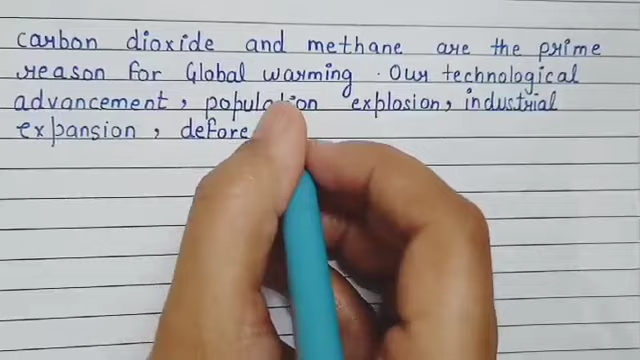 carbon dioxide and methane are the prime
reason for Global warming . Our technological
advancement , population explosion , industrial
expansion , defore